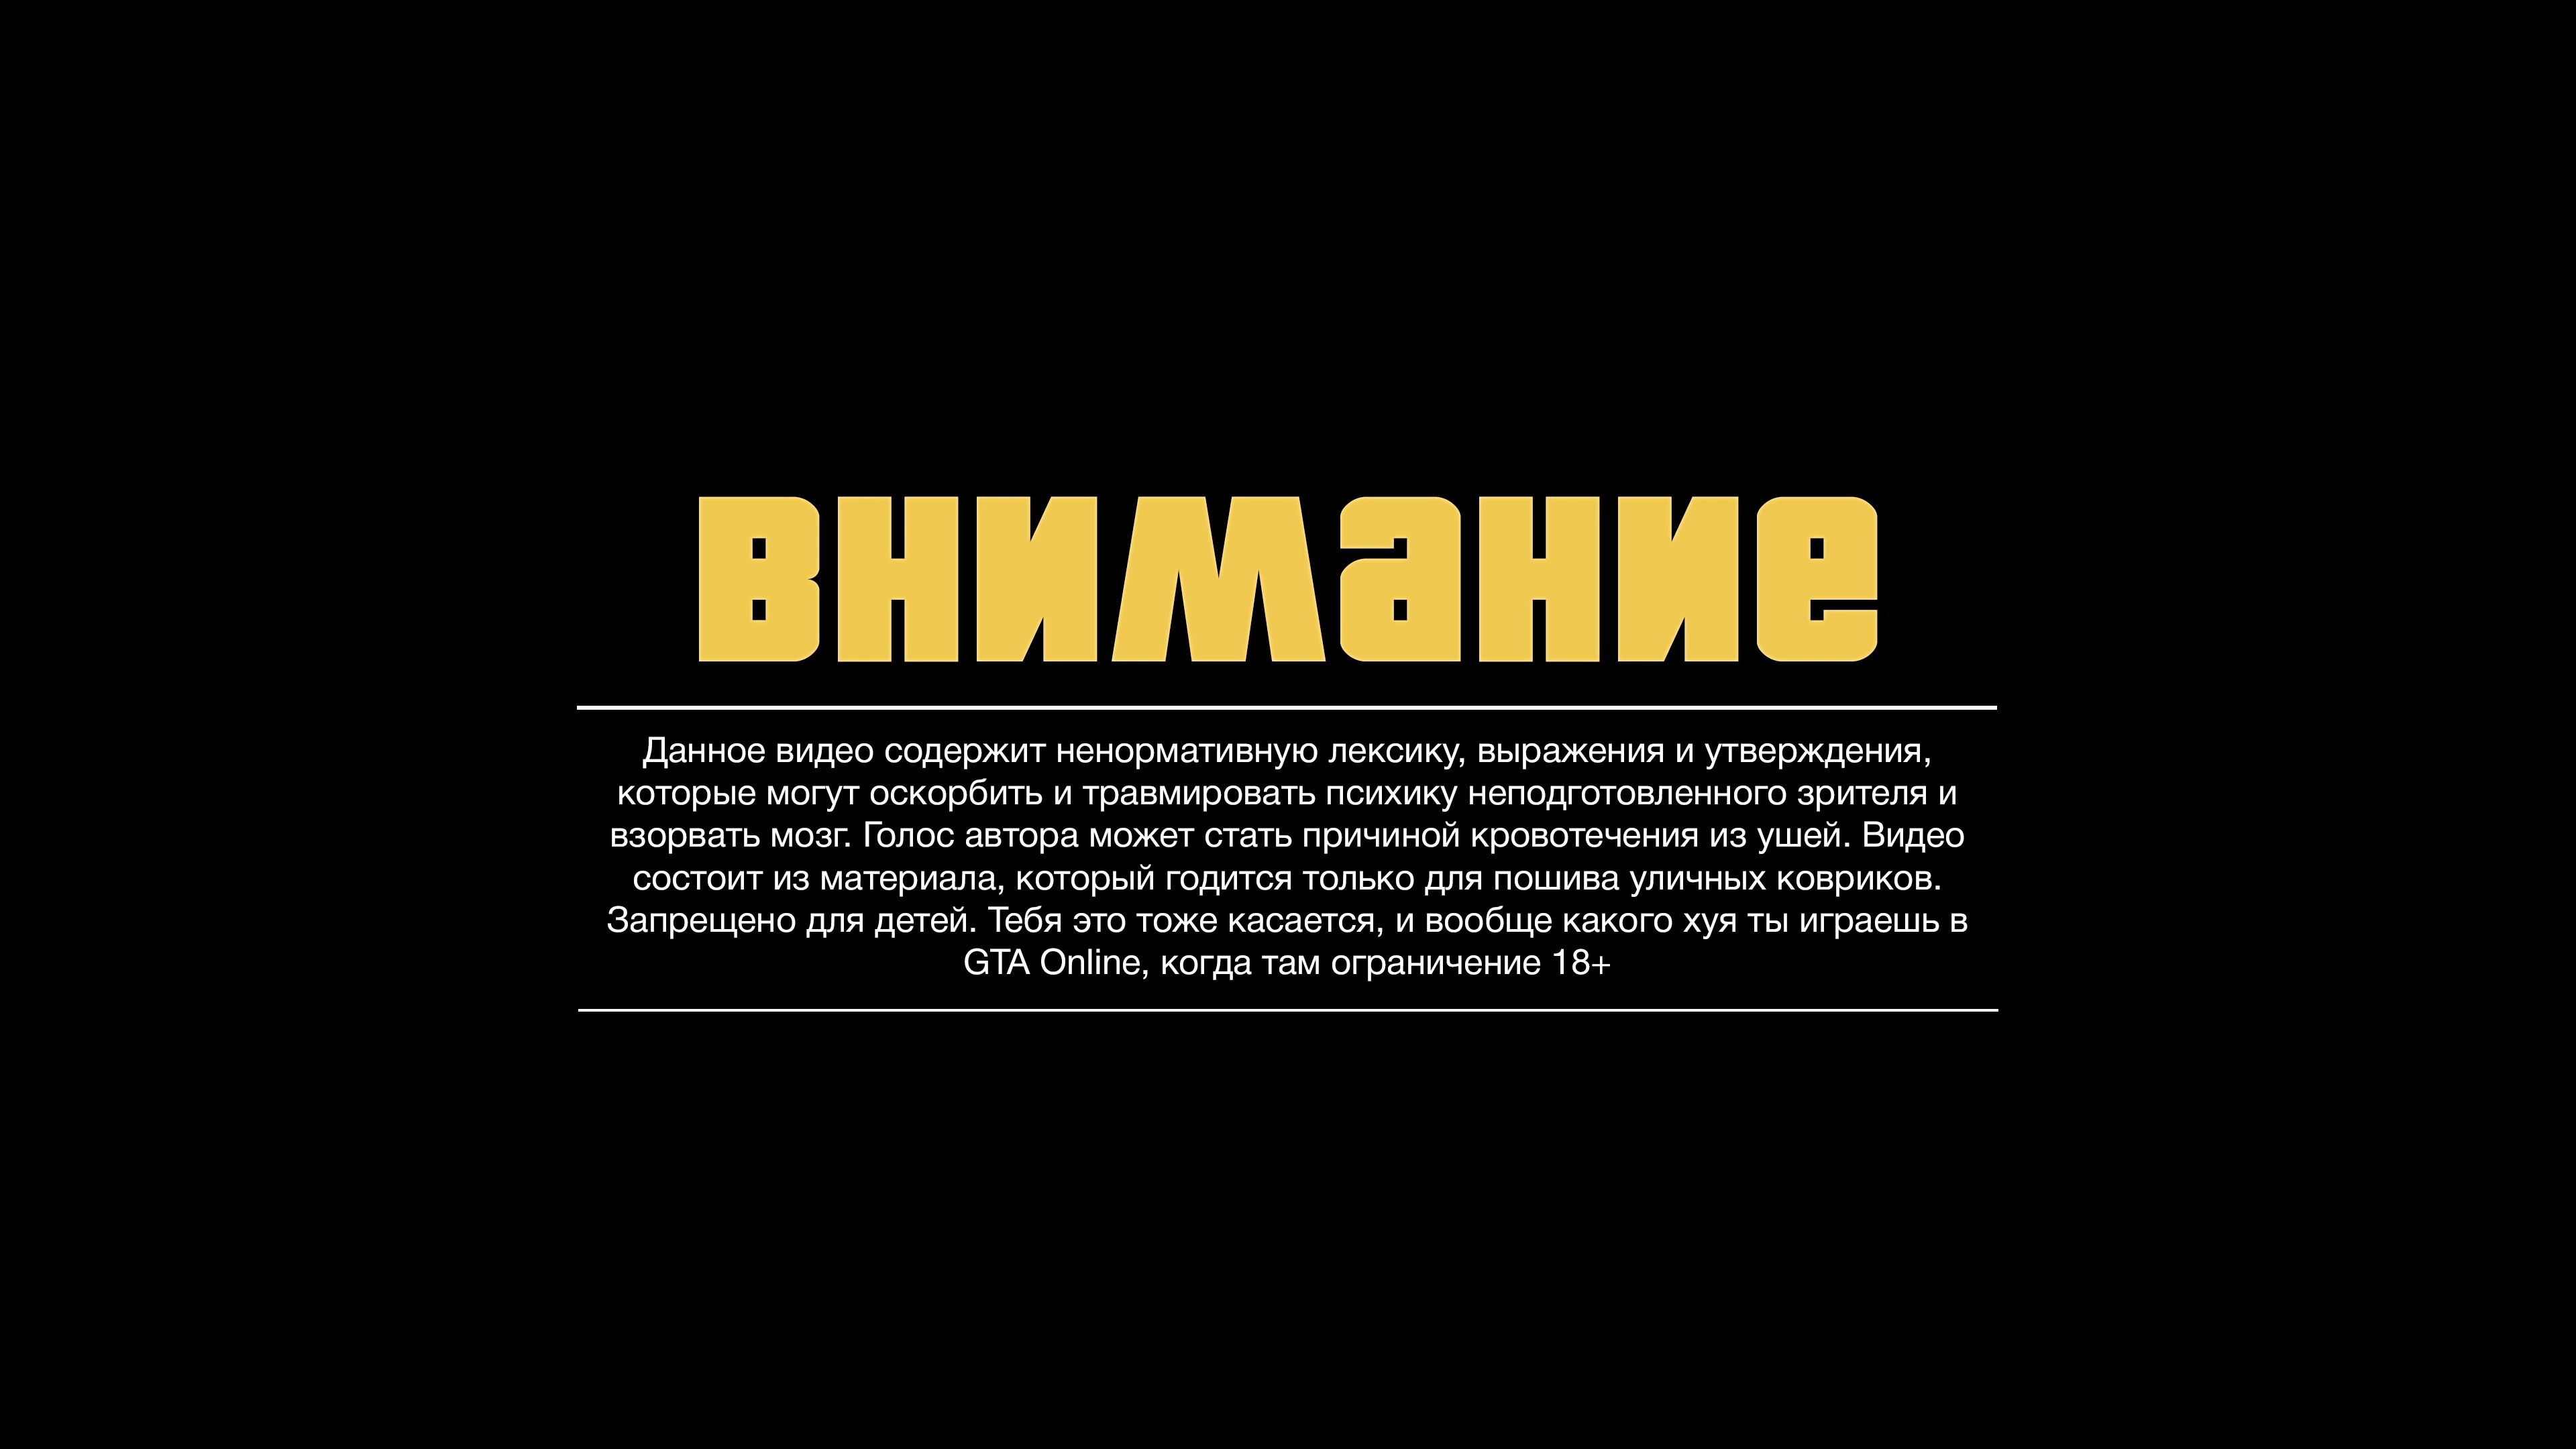 внимание
Данное видео содержит ненормативную лексику, выражения и утверждения,
которые могут оскорбить и травмировать психику неподготовленного зрителя и
взорвать мозг. Голос автора может стать причиной кровотечения из ушей. Видео
состоит из материала, который годится только для пошива уличных ковриков.
Запрещено для детей. Тебя это тоже касается, и вообще какого хуя ты играешь в
GTA Online, когда там ограничение 18+